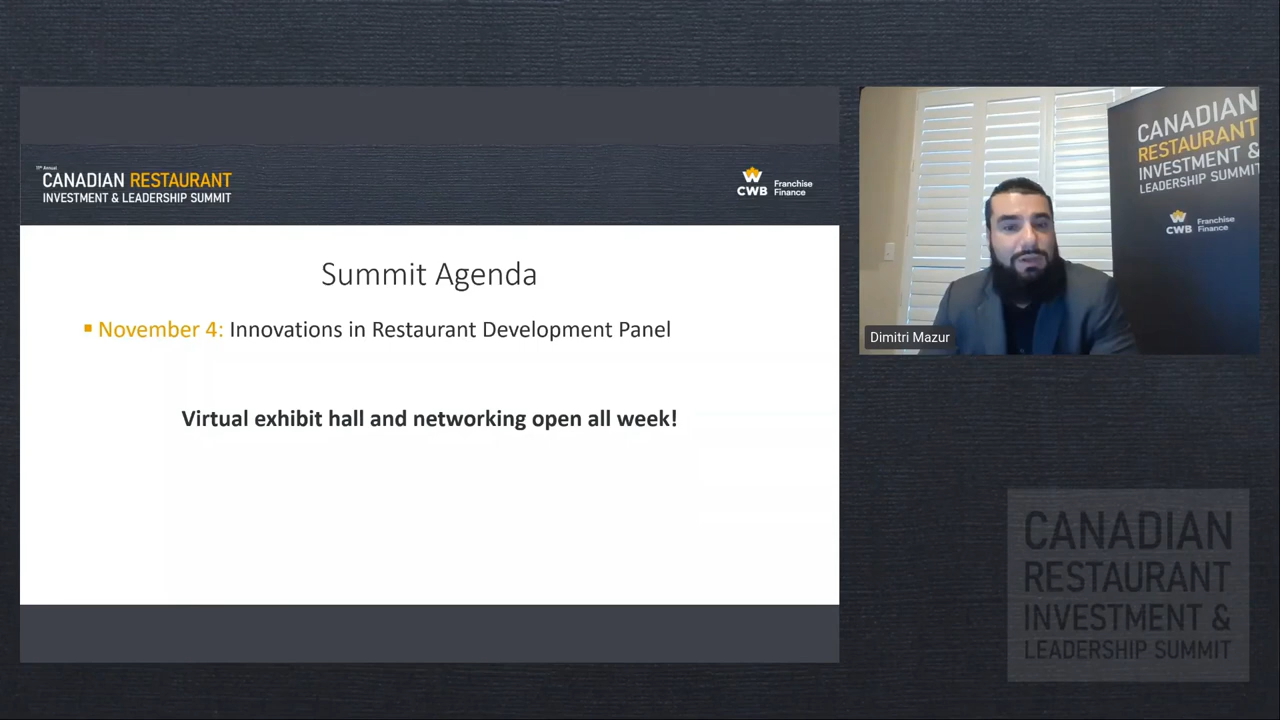 11th Annual
CANADIAN RESTAURANT
INVESTMENT & LEADERSHIP SUMMIT
CWB Franchise
Finance
Summit Agenda
November 4: Innovations in Restaurant Development Panel
Virtual exhibit hall and networking open all week!
CANADIAN
RESTAURANT
INVESTMENT &
LEADERSHIP SUMMIT
CWB Franchise
Finance
Dimitri Mazur
CANADIAN
RESTAURANT
INVESTMENT &
LEADERSHIP SUMMIT